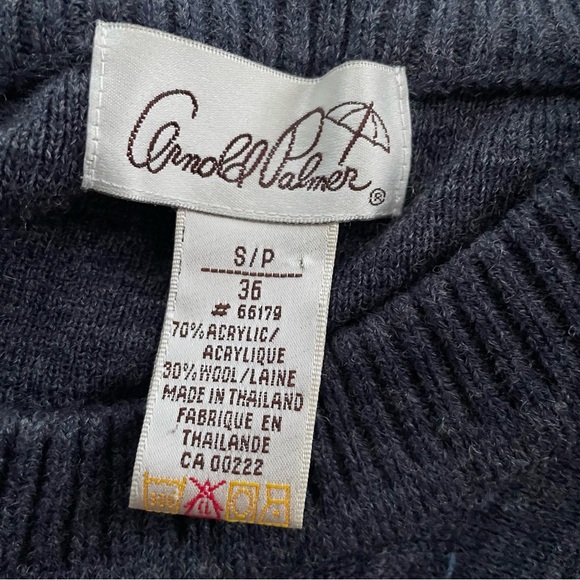 Arnold Palmer ®
S/P
36
# 66179
70% ACRYLIC/
ACRYLIQUE
30% WOOL/LAINE
MADE IN THAILAND
FABRIQUE EN
THAILANDE
CA 00222